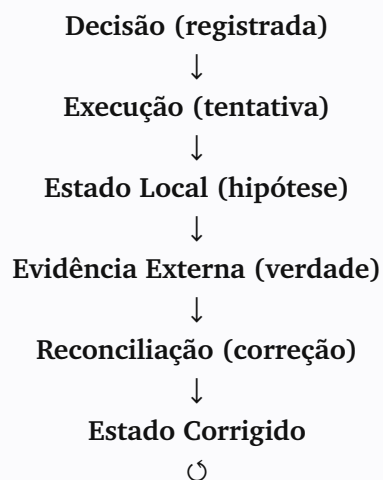 Decisão (registrada)
↓
Execução (tentativa)
↓
Estado Local (hipótese)
↓
Evidência Externa (verdade)
↓
Reconciliação (correção)
↓
Estado Corrigido
↺